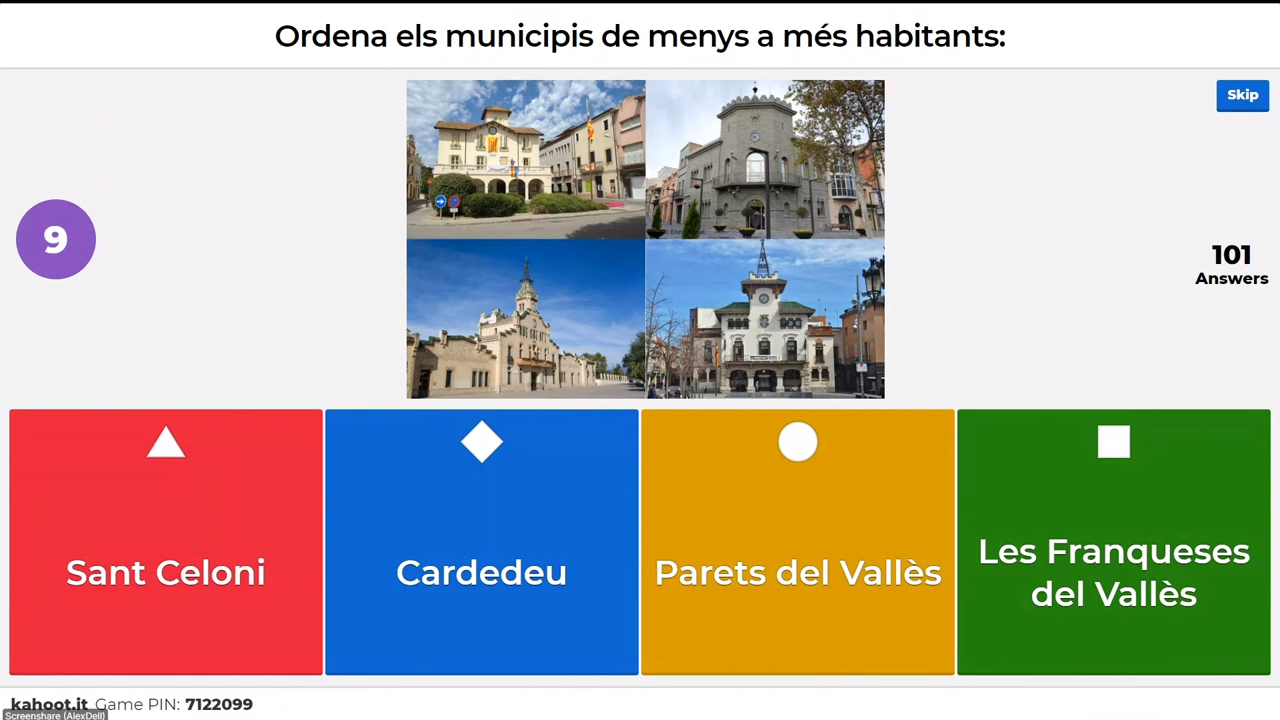 Ordena els municipis de menys a més habitants:
Skip
9
101
Answers
Sant Celoni
Cardedeu
Parets del Vallès
Les Franqueses
del Vallès
kahoot.it Game PIN: 7122099
Screenshare (AlexDell)